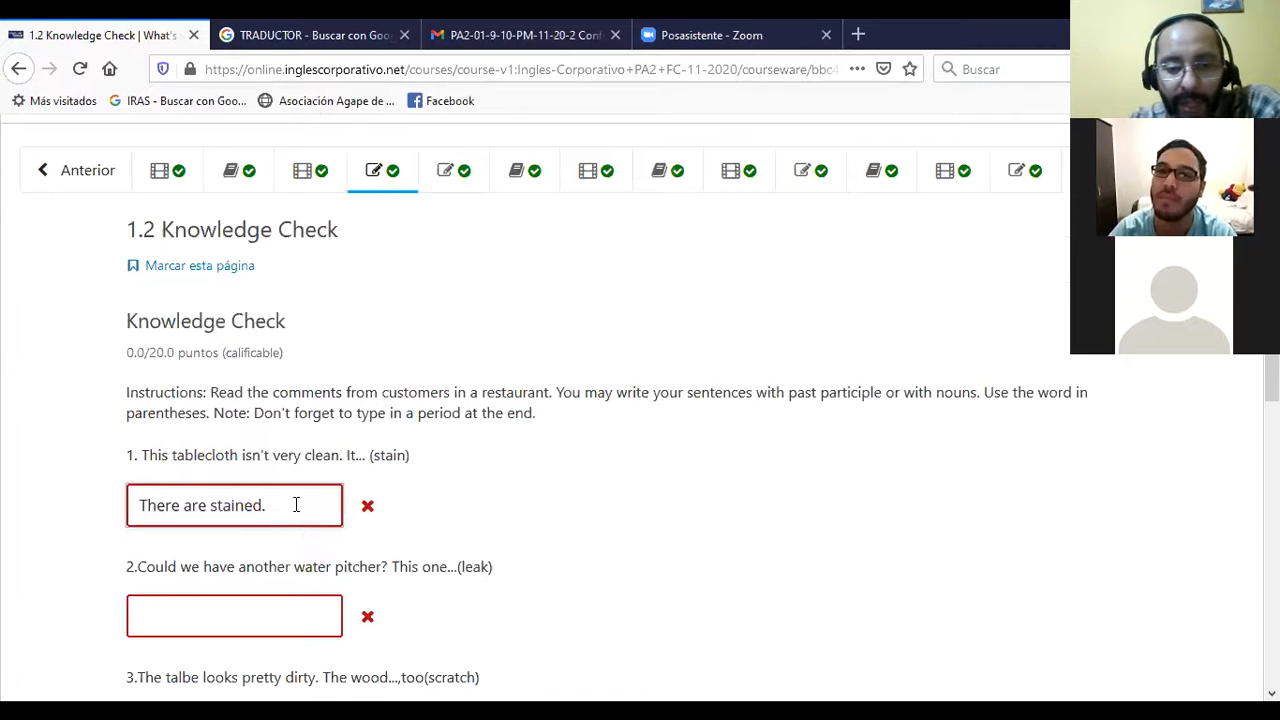 1.2 Knowledge Check | What's
TRADUCTOR - Buscar con Goo
PA2-01-9-10-PM-11-20-2 Conf
Posasistente - Zoom
https://online.inglescorporativo.net/courses/course-v1:Ingles-Corporativo+PA2+FC-11-2020/courseware/bbc4
Buscar
Más visitados
IRAS - Buscar con Goo...
Asociación Agape de ...
Facebook
Anterior
1.2 Knowledge Check
Marcar esta página
Knowledge Check
0.0/20.0 puntos (calificable)
Instructions: Read the comments from customers in a restaurant. You may write your sentences with past participle or with nouns. Use the word in
parentheses. Note: Don't forget to type in a period at the end.
1. This tablecloth isn't very clean. It... (stain)
There are stained.
2.Could we have another water pitcher? This one...(leak)
3.The talbe looks pretty dirty. The wood...,too(scratch)